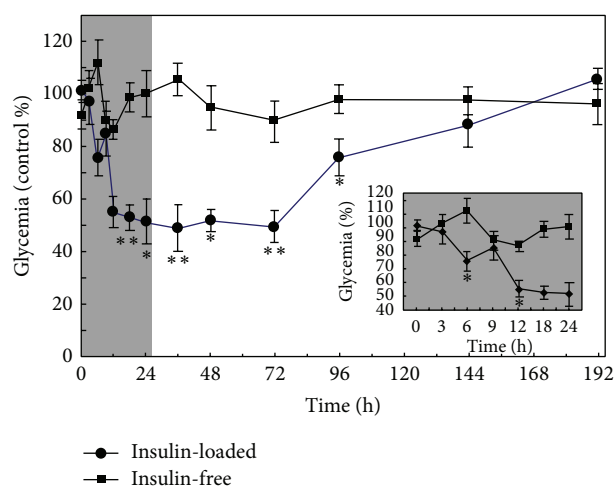 Glycemia (control %)
120
100
80
60
40
20
0
** * ** * ** *
0 24 48 72 96 120 144 168 192
Time (h)
Glycemia (%)
120
110
100
90
80
70
60
50
40
* *
0 3 6 9 12 18 24
Time (h)
Insulin-loaded
Insulin-free